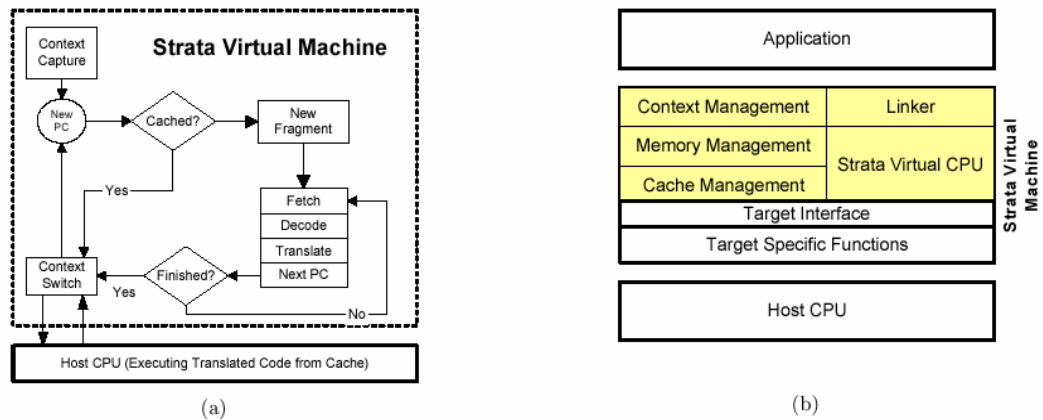 Strata Virtual Machine
Context
Capture
New
PC
Cached?
New
Fragment
Yes
Fetch
Decode
Translate
Next PC
Finished?
Context
Switch
Yes
No
Host CPU (Executing Translated Code from Cache)
(a)
Application
Context Management
Linker
Memory Management
Strata Virtual CPU
Cache Management
Target Interface
Target Specific Functions
Strata Virtual
Machine
Host CPU
(b)